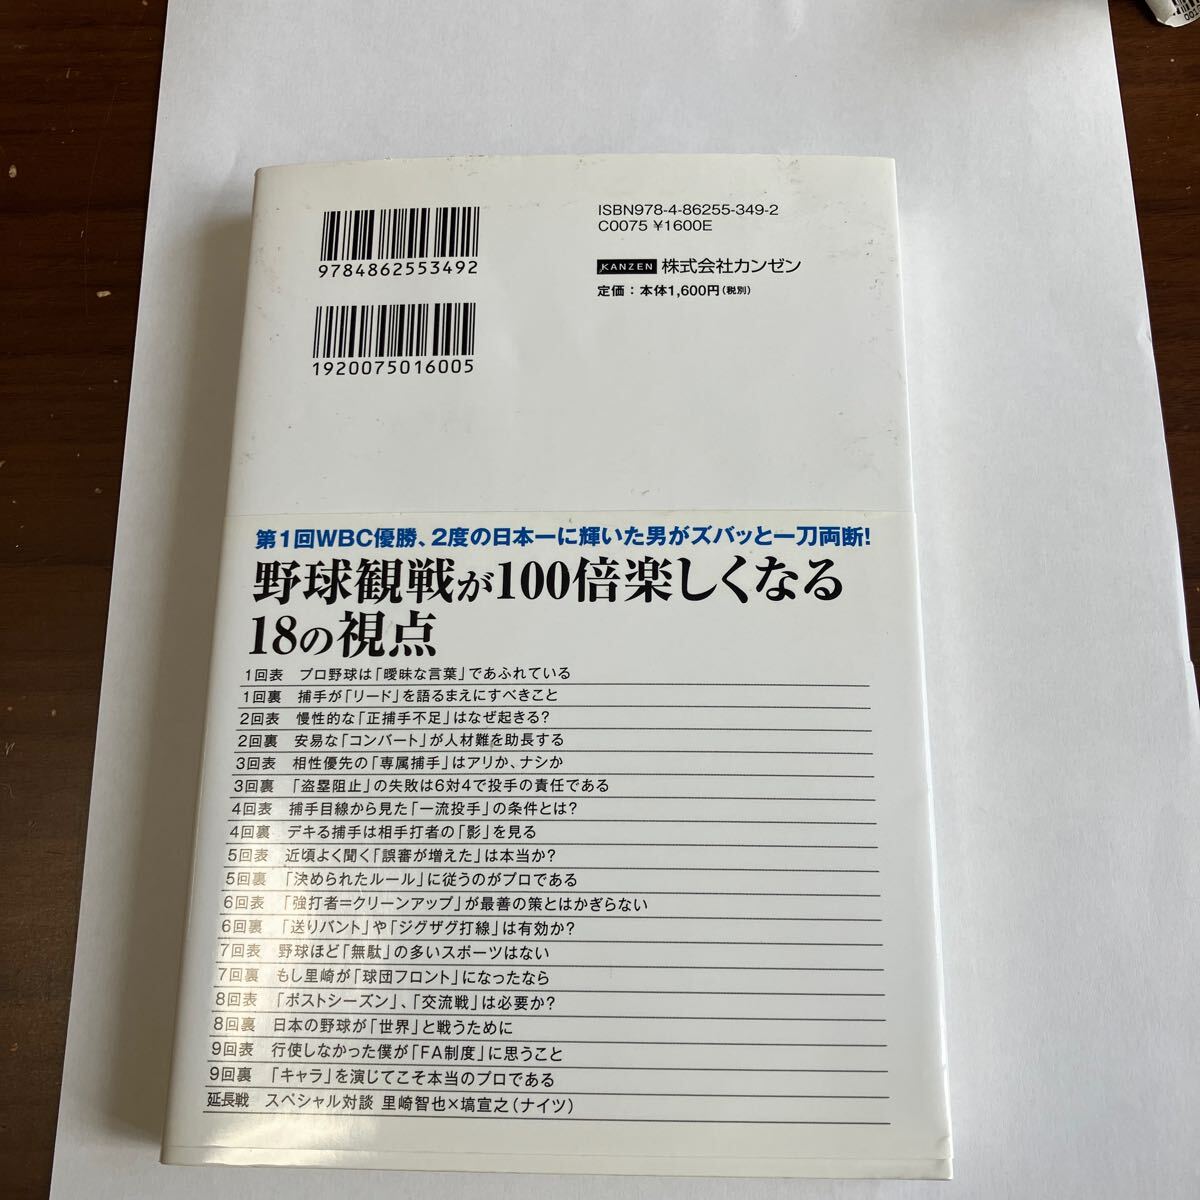 ISBN978-4-86255-349-2
C0075 ¥1600E
9784862553492
KANZEN 株式会社カンゼン
定価：本体1,600円（税別）
1920075016005
第1回WBC優勝、2度の日本一に輝いた男がズバッと一刀両断！
野球観戦が100倍楽しくなる
18の視点
1回表 プロ野球は「曖昧な言葉」であふれている
1回裏 捕手が「リード」を語るまえにすべきこと
2回表 慢性的な「正捕手不足」はなぜ起きる？
2回裏 安易な「コンバート」が人材難を助長する
3回表 相性優先の「専属捕手」はアリか、ナシか
3回裏 「盗塁阻止」の失敗は6対4で投手の責任である
4回表 捕手目線から見た「一流投手」の条件とは？
4回裏 デキる捕手は相手打者の「影」を見る
5回表 近頃よく聞く「誤審が増えた」は本当か？
5回裏 「決められたルール」に従うのがプロである
6回表 「強打者＝クリーンアップ」が最善の策とはかぎらない
6回裏 「送りバント」や「ジグザグ打線」は有効か？
7回表 野球ほど「無駄」の多いスポーツはない
7回裏 もし里崎が「球団フロント」になったなら
8回表 「ポストシーズン」、「交流戦」は必要か？
8回裏 日本の野球が「世界」と戦うために
9回表 行使しなかった僕が「FA制度」に思うこと
9回裏 「キャラ」を演じてこそ本当のプロである
延長戦 スペシャル対談 里崎智也×塙宣之（ナイツ）